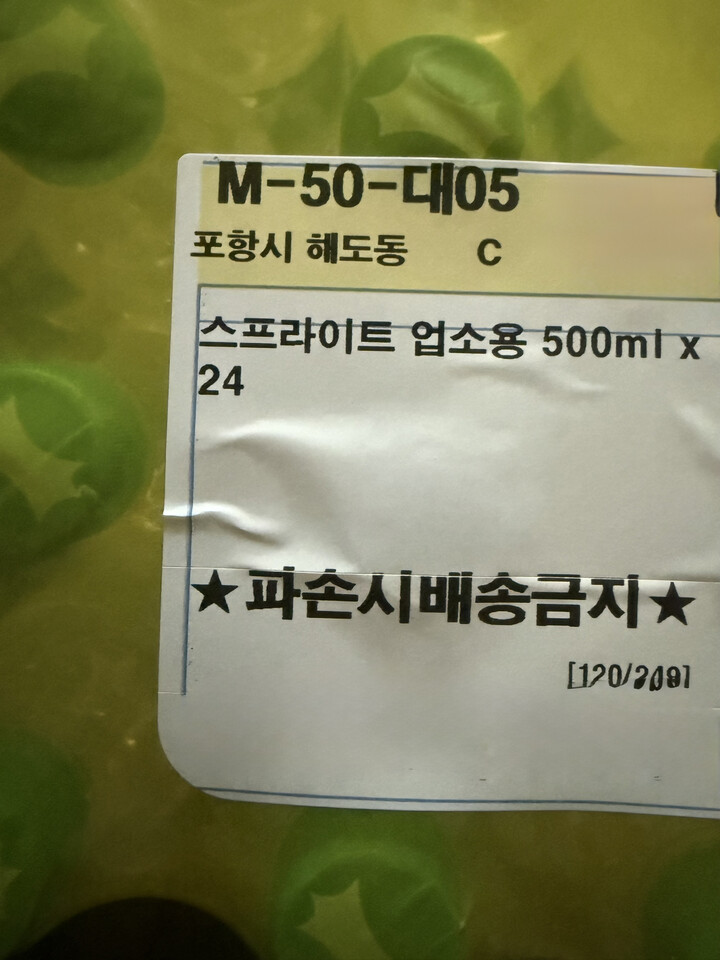 M-50-대05
포항시 해도동 C
스프라이트 업소용 500ml x
24
★파손시배송금지★
[120/209]